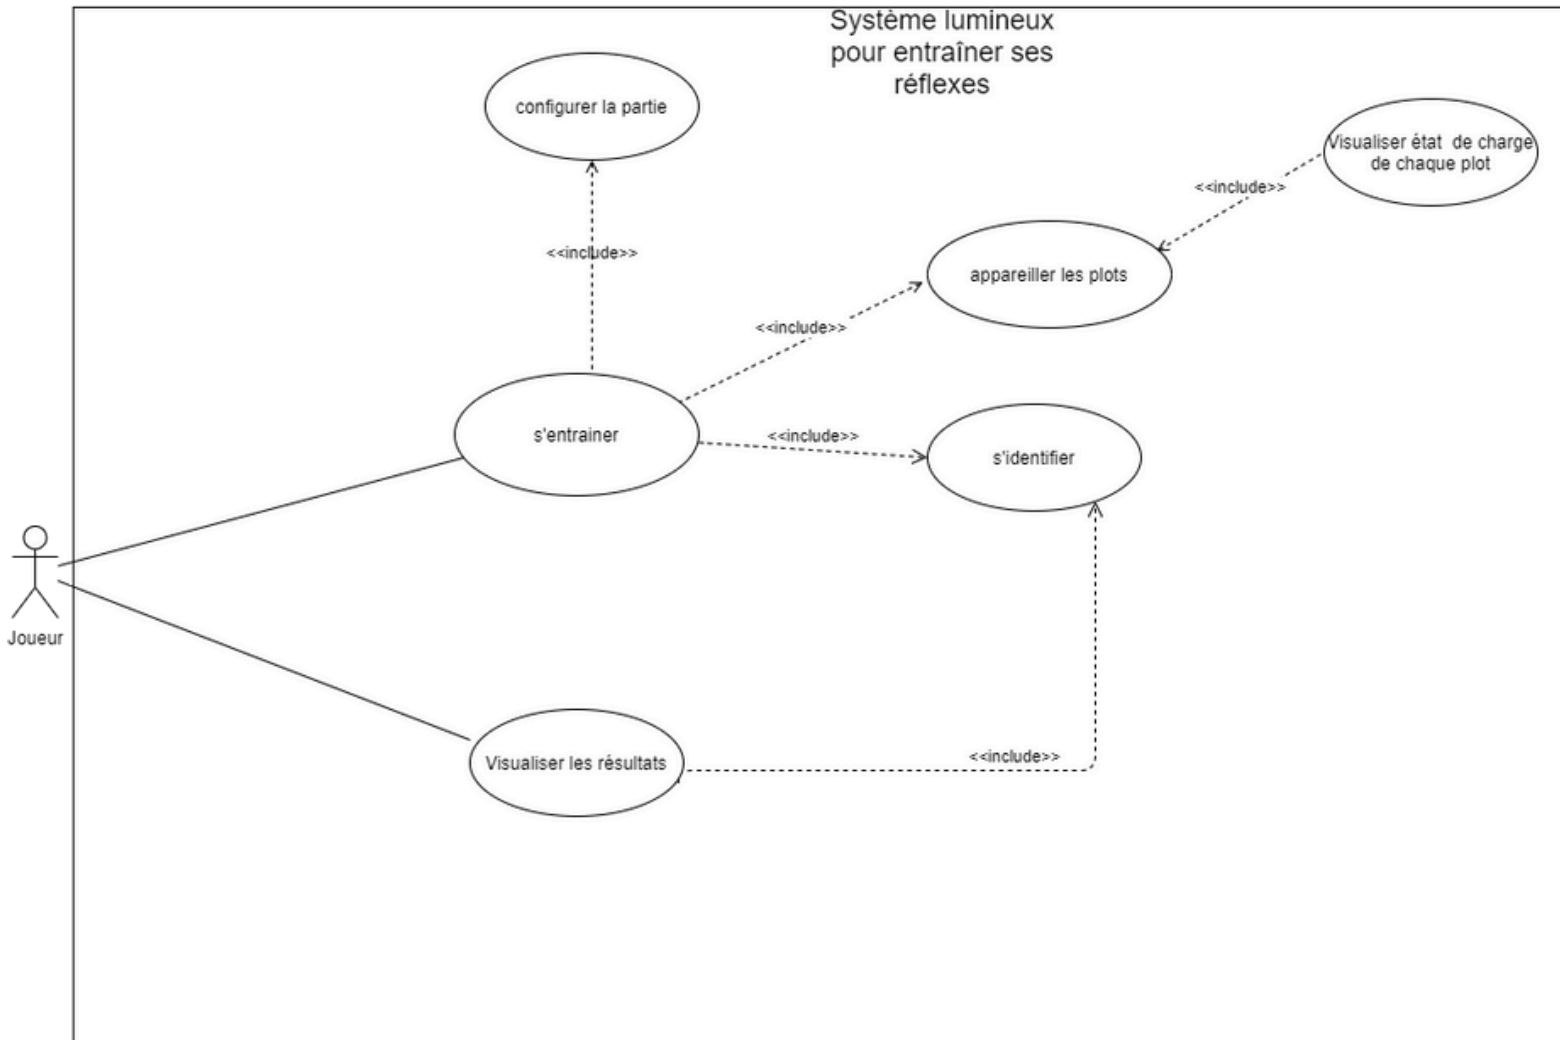 Système lumineux
pour entraîner ses
réflexes
configurer la partie
Visualiser état  de charge
de chaque plot
<<include>>
<<include>>
appareiller les plots
<<include>>
s'entrainer
<<include>>
s'identifier
Joueur
Visualiser les résultats
<<include>>